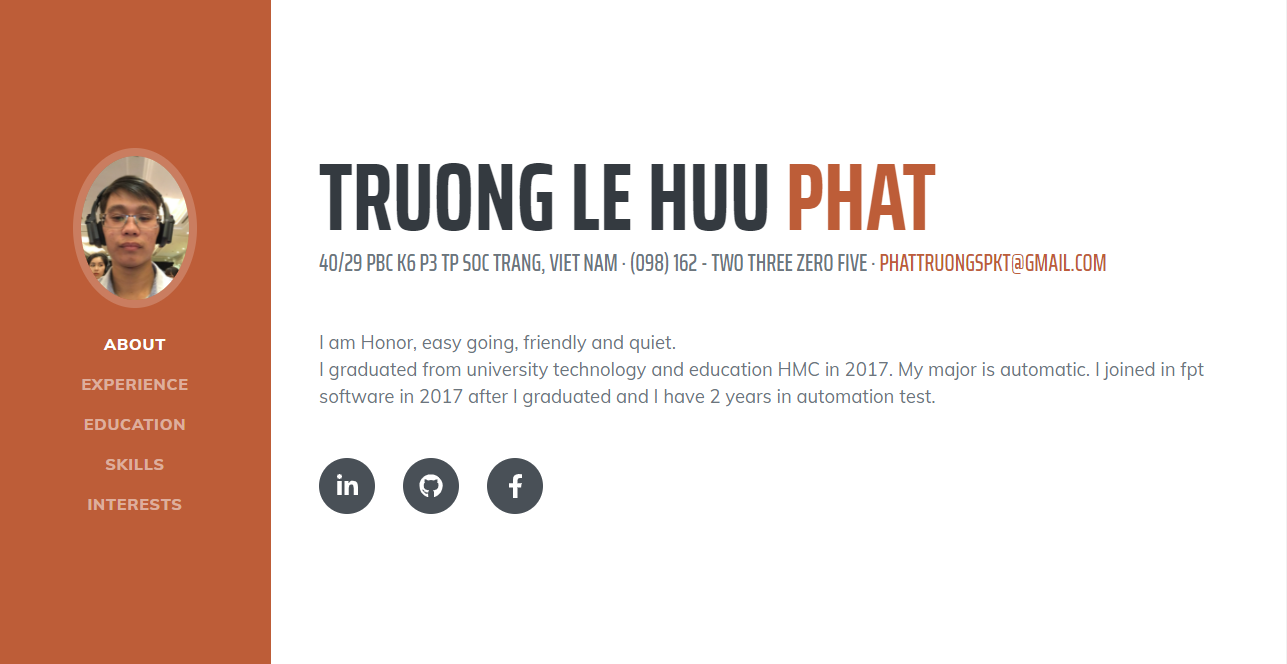 ABOUT
EXPERIENCE
EDUCATION
SKILLS
INTERESTS
TRUONG LE HUU PHAT
40/29 PBC K6 P3 TP SOC TRANG, VIET NAM · (098) 162 - TWO THREE ZERO FIVE · PHATTRUONGSPKT@GMAIL.COM
I am Honor, easy going, friendly and quiet.
I graduated from university technology and education HMC in 2017. My major is automatic. I joined in fpt
software in 2017 after I graduated and I have 2 years in automation test.